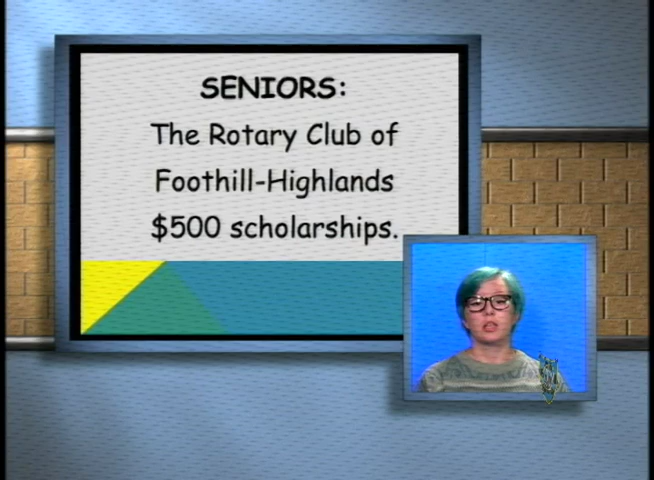 SENIORS:
The Rotary Club of
Foothill-Highlands
$500 scholarships.